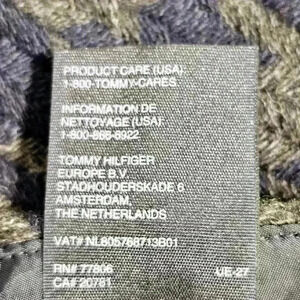 PRODUCT CARE (USA)
1-800-TOMMY-CARES
INFORMATION DE
NETTOYAGE (USA)
1-800-866-6922
TOMMY HILFIGER
EUROPE B.V.
STADHOUDERSKADE 6
AMSTERDAM,
THE NETHERLANDS
VAT# NL805768713B01
RN# 77806
UE-27
CA# 20781